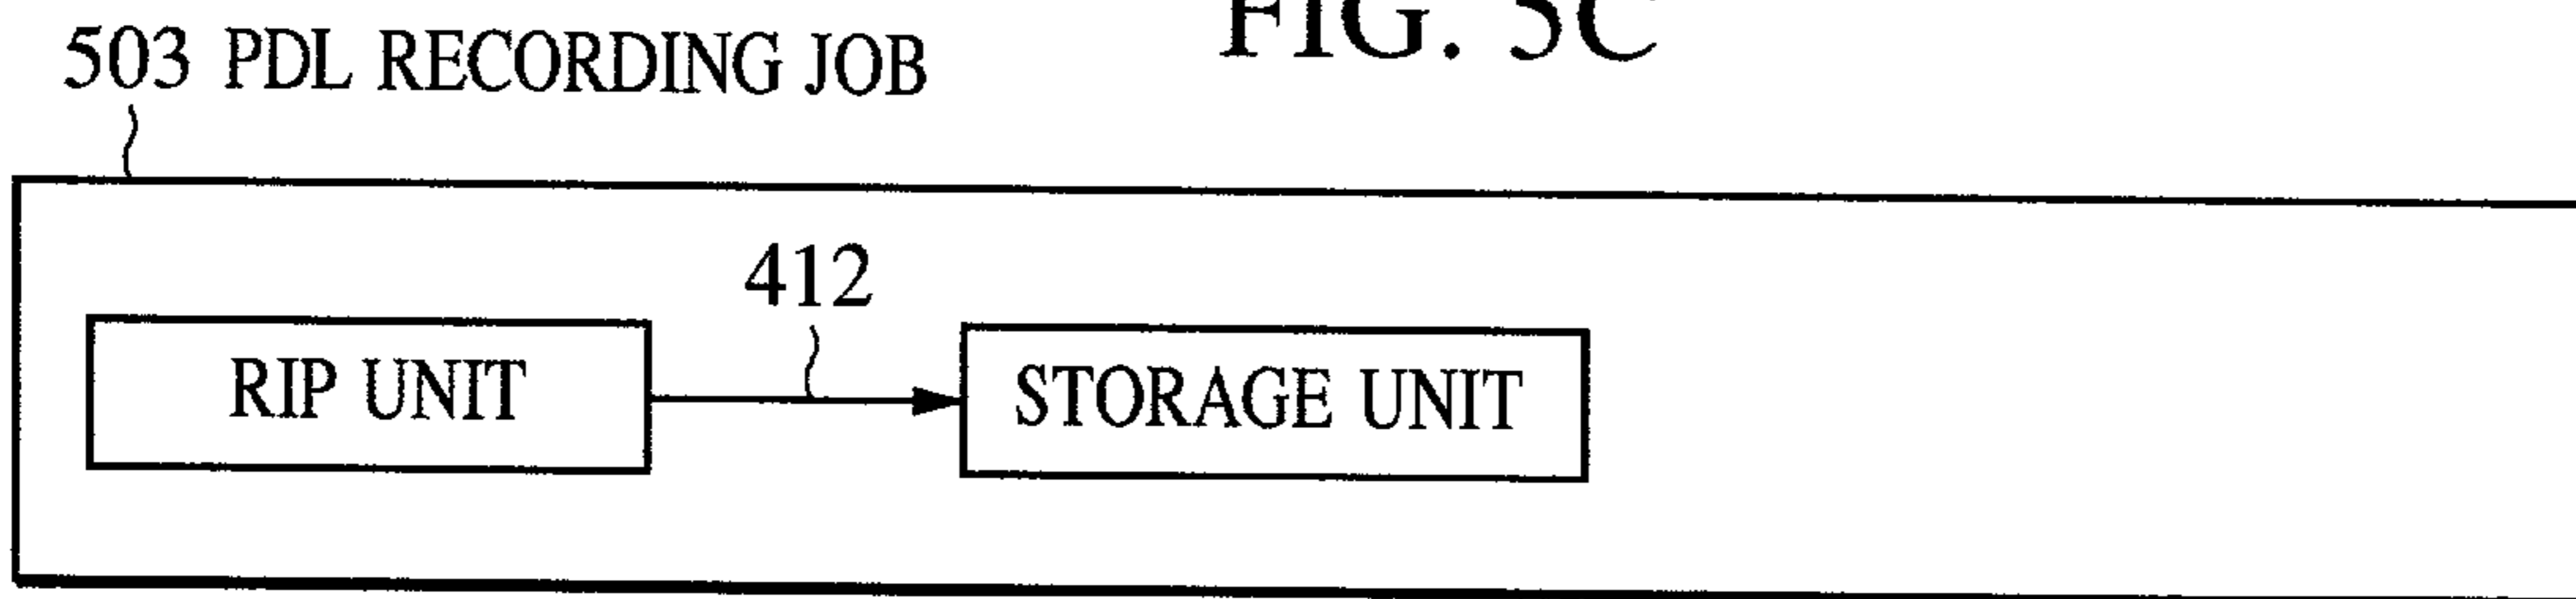 FIG. 5C
503 PDL RECORDING JOB
412
RIP UNIT
STORAGE UNIT